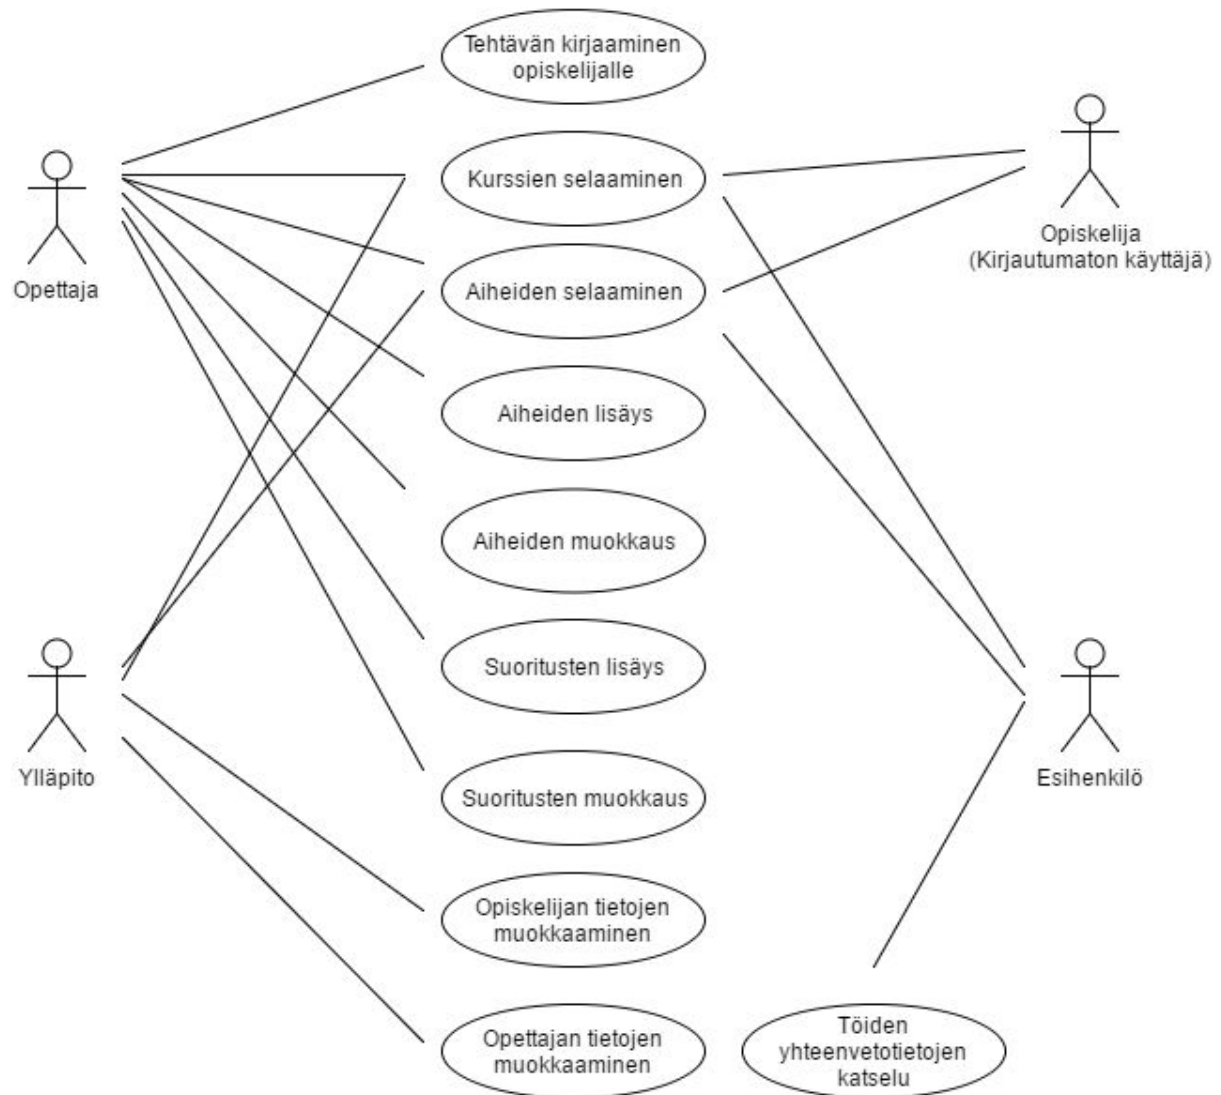 Tehtävän kirjaaminen
opiskelijalle
Kurssien selaaminen
Opiskelija
(Kirjautumaton käyttäjä)
Opettaja
Aiheiden selaaminen
Aiheiden lisäys
Aiheiden muokkaus
Suoritusten lisäys
Ylläpito
Esihenkilö
Suoritusten muokkaus
Opiskelijan tietojen
muokkaaminen
Opettajan tietojen
muokkaaminen
Töiden
yhteenvetotietojen
katselu